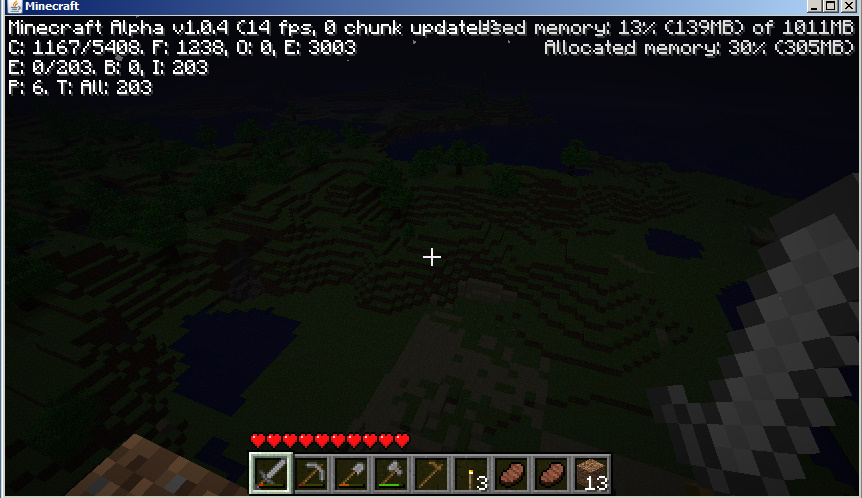 Minecraft
Minecraft Alpha v1.0.4 (14 fps, 0 chunk updates)
Used memory: 13% (139MB) of 1011MB
C: 1167/5408. F: 1238, O: 0, E: 3003
Allocated memory: 30% (305MB)
E: 0/203. B: 0, I: 203
P: 6. T: All: 203
3
13